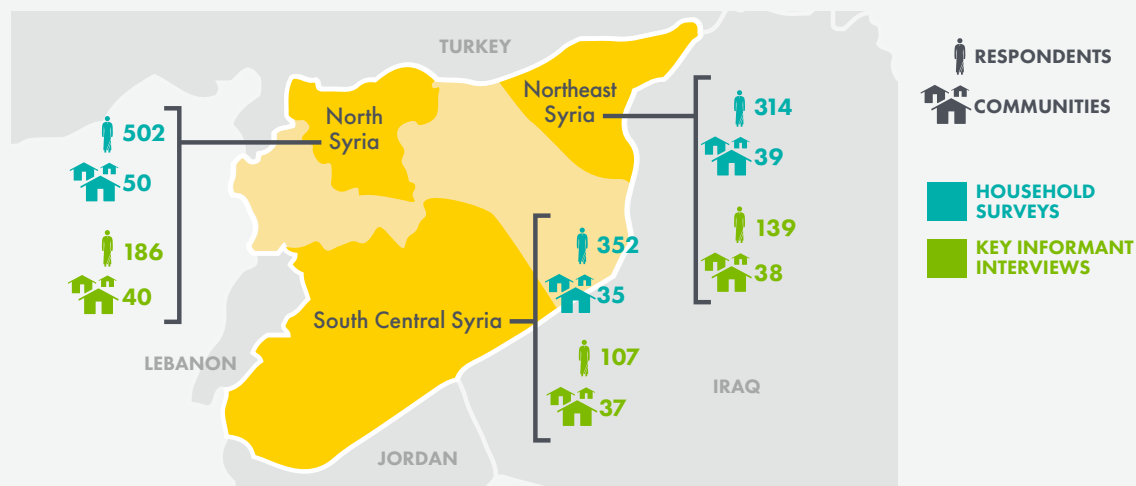 TURKEY
North
Syria
Northeast
Syria
502
50
186
40
314
39
139
38
352
35
South Central Syria
107
37
LEBANON
IRAQ
JORDAN
RESPONDENTS
COMMUNITIES
HOUSEHOLD
SURVEYS
KEY INFORMANT
INTERVIEWS